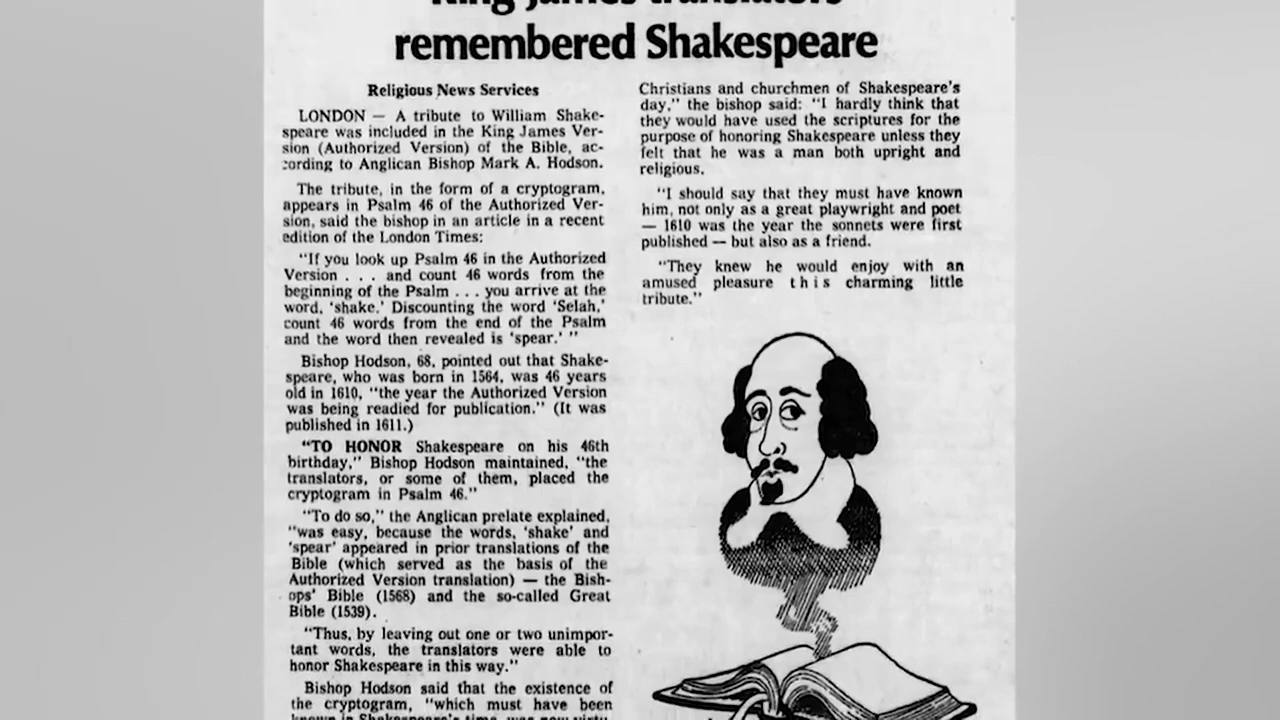 King James translators
remembered Shakespeare
Religious News Services
LONDON — A tribute to William Shake-
speare was included in the King James Ver-
sion (Authorized Version) of the Bible, ac-
cording to Anglican Bishop Mark A. Hodson.
The tribute, in the form of a cryptogram,
appears in Psalm 46 of the Authorized Ver-
sion, said the bishop in an article in a recent
edition of the London Times:
"If you look up Psalm 46 in the Authorized
Version . . . and count 46 words from the
beginning of the Psalm . . . you arrive at the
word, 'shake.' Discounting the word 'Selah,'
count 46 words from the end of the Psalm
and the word then revealed is 'spear.' "
Bishop Hodson, 68, pointed out that Shake-
speare, who was born in 1564, was 46 years
old in 1610, "the year the Authorized Version
was being readied for publication." (It was
published in 1611.)
"TO HONOR Shakespeare on his 46th
birthday," Bishop Hodson maintained, "the
translators, or some of them, placed the
cryptogram in Psalm 46."
"To do so," the Anglican prelate explained,
"was easy, because the words, 'shake' and
'spear' appeared in prior translations of the
Bible (which served as the basis of the
Authorized Version translation) — the Bish-
ops' Bible (1568) and the so-called Great
Bible (1539).
"Thus, by leaving out one or two unimpor-
tant words, the translators were able to
honor Shakespeare in this way."
Bishop Hodson said that the existence of
the cryptogram, "which must have been
known in Shakespeare's time, was now virtu-
Christians and churchmen of Shakespeare's
day," the bishop said: "I hardly think that
they would have used the scriptures for the
purpose of honoring Shakespeare unless they
felt that he was a man both upright and
religious.
"I should say that they must have known
him, not only as a great playwright and poet
— 1610 was the year the sonnets were first
published — but also as a friend.
"They knew he would enjoy with an
amused pleasure this charming little
tribute."